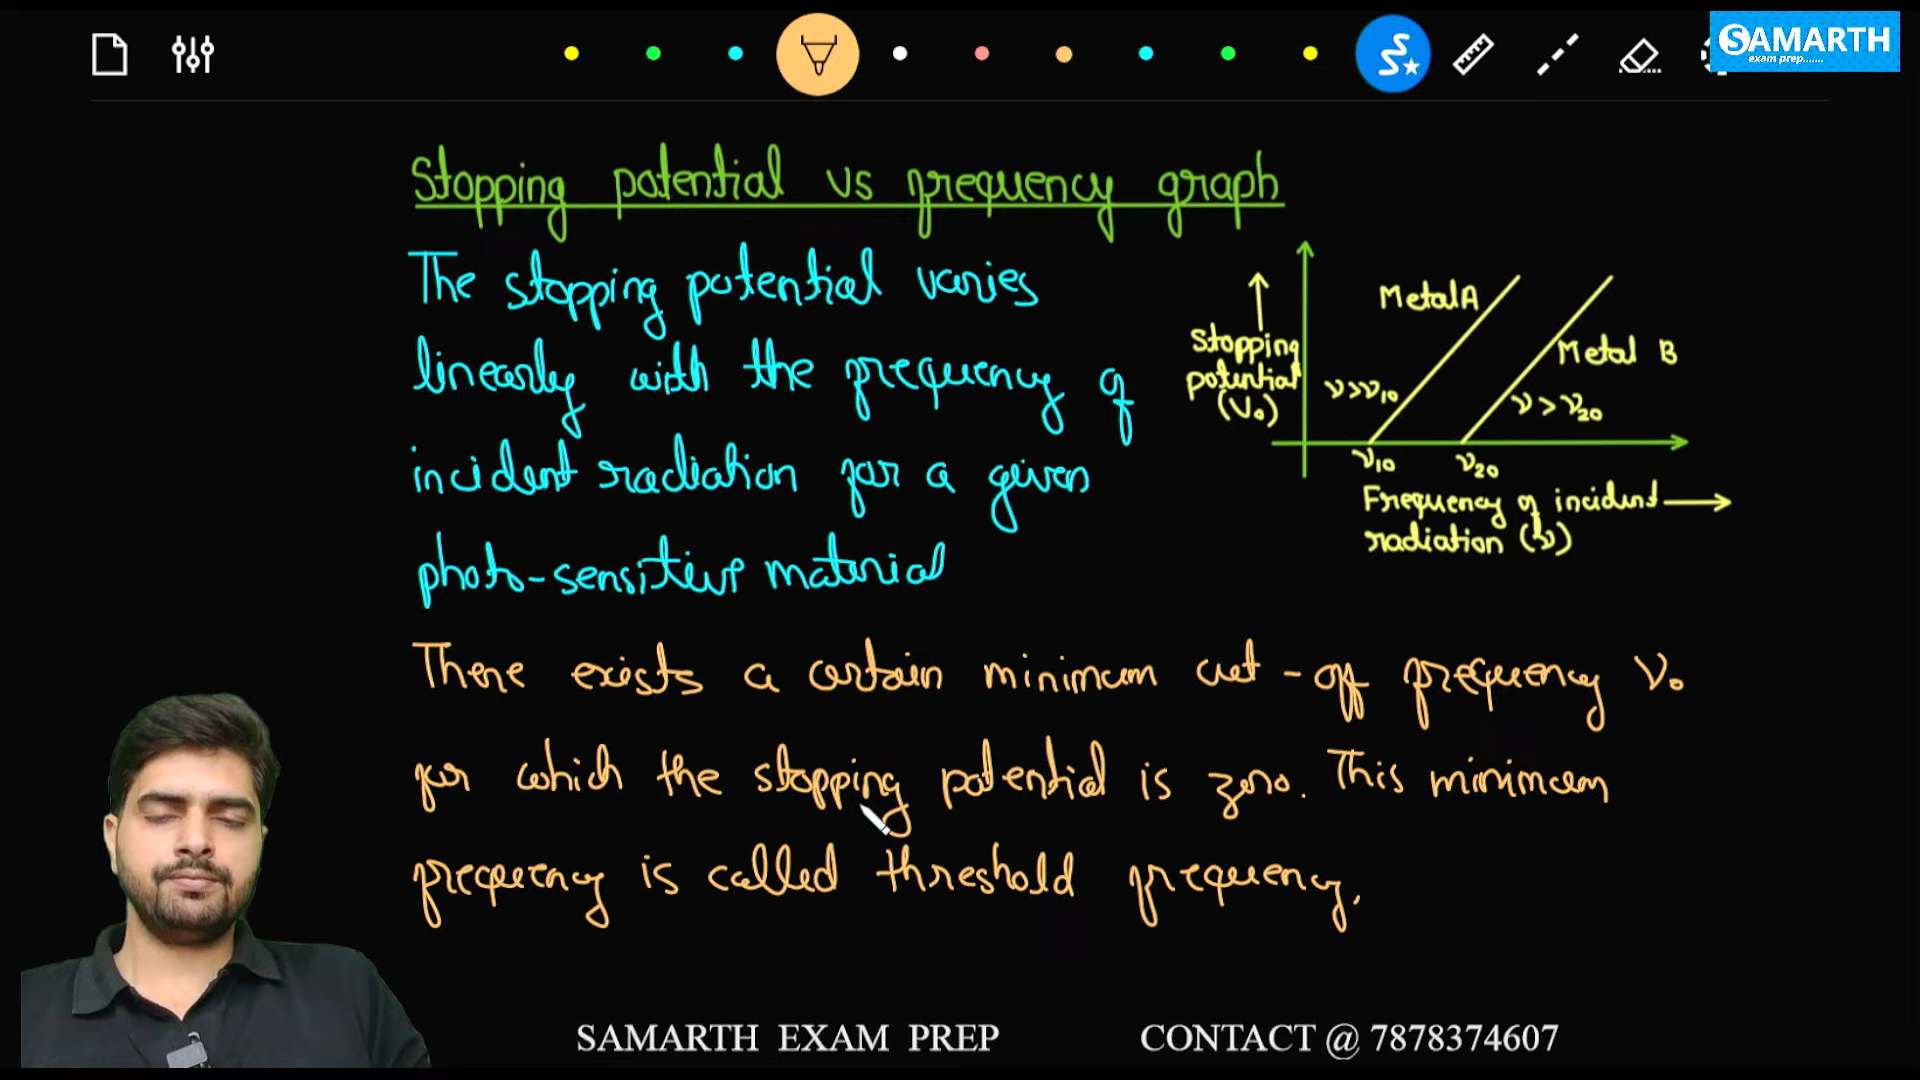 SAMARTH
exam prep.......
Stopping potential vs frequency graph
The stopping potential varies
linearly with the frequency of
incident radiation for a given
photo-sensitive material
Stopping
potential
(V₀)
Metal A
Metal B
ν>ν₁₀
ν>ν₂₀
ν₁₀
ν₂₀
Frequency of incident
radiation (ν)
There exists a certain minimum cut-off frequency ν₀
for which the stopping potential is zero. This minimum
frequency is called threshold frequency.
SAMARTH EXAM PREP CONTACT @ 7878374607